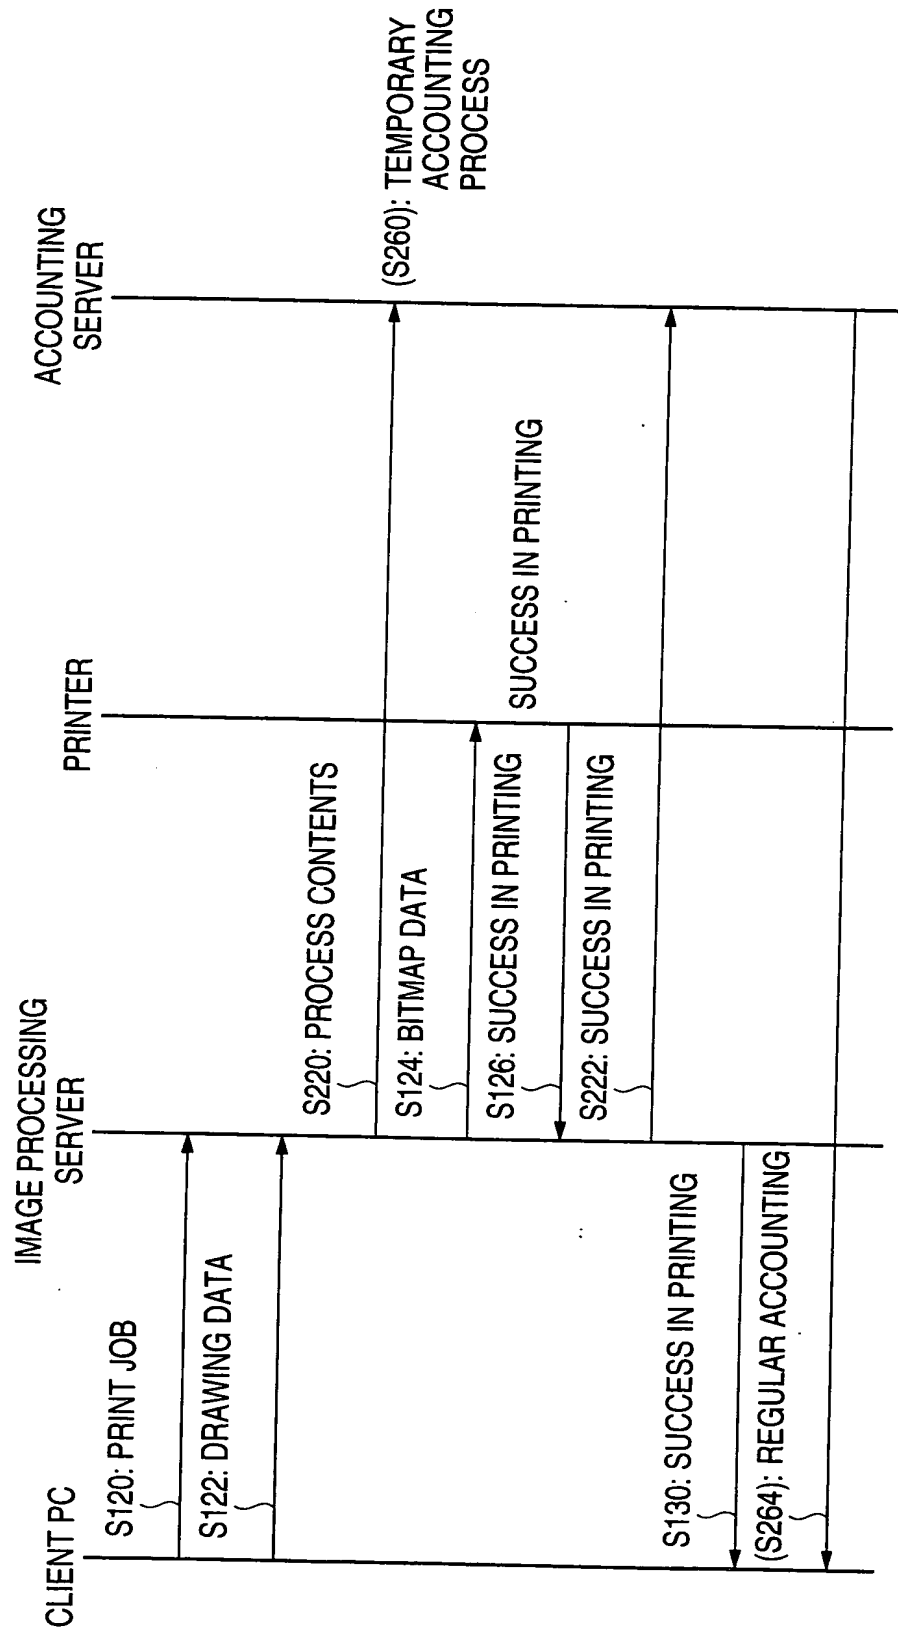 CLIENT PC
IMAGE PROCESSING
SERVER
PRINTER
ACCOUNTING
SERVER
S120: PRINT JOB
S122: DRAWING DATA
S220: PROCESS CONTENTS
(S260): TEMPORARY
ACCOUNTING
PROCESS
S124: BITMAP DATA
S126: SUCCESS IN PRINTING
SUCCESS IN PRINTING
S222: SUCCESS IN PRINTING
S130: SUCCESS IN PRINTING
(S264): REGULAR ACCOUNTING